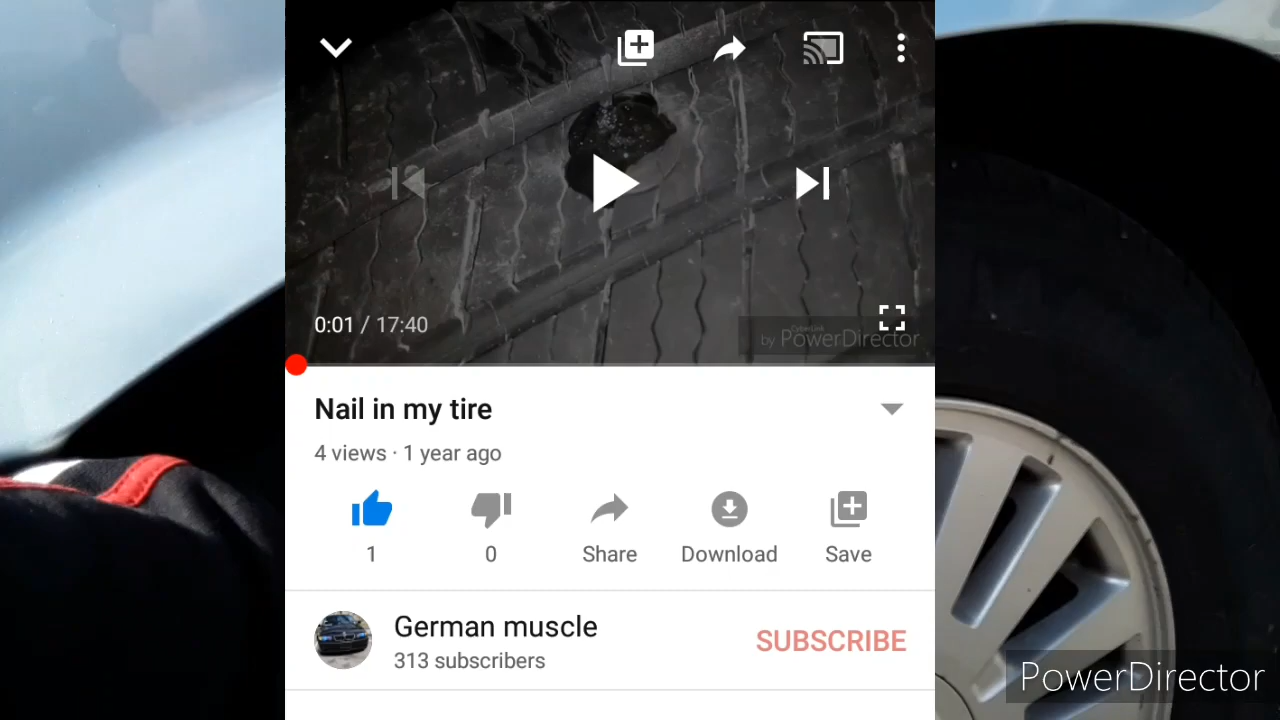 0:01 / 17:40
by CyberLink PowerDirector
Nail in my tire
4 views · 1 year ago
1
0
Share
Download
Save
German muscle
313 subscribers
SUBSCRIBE
PowerDirector